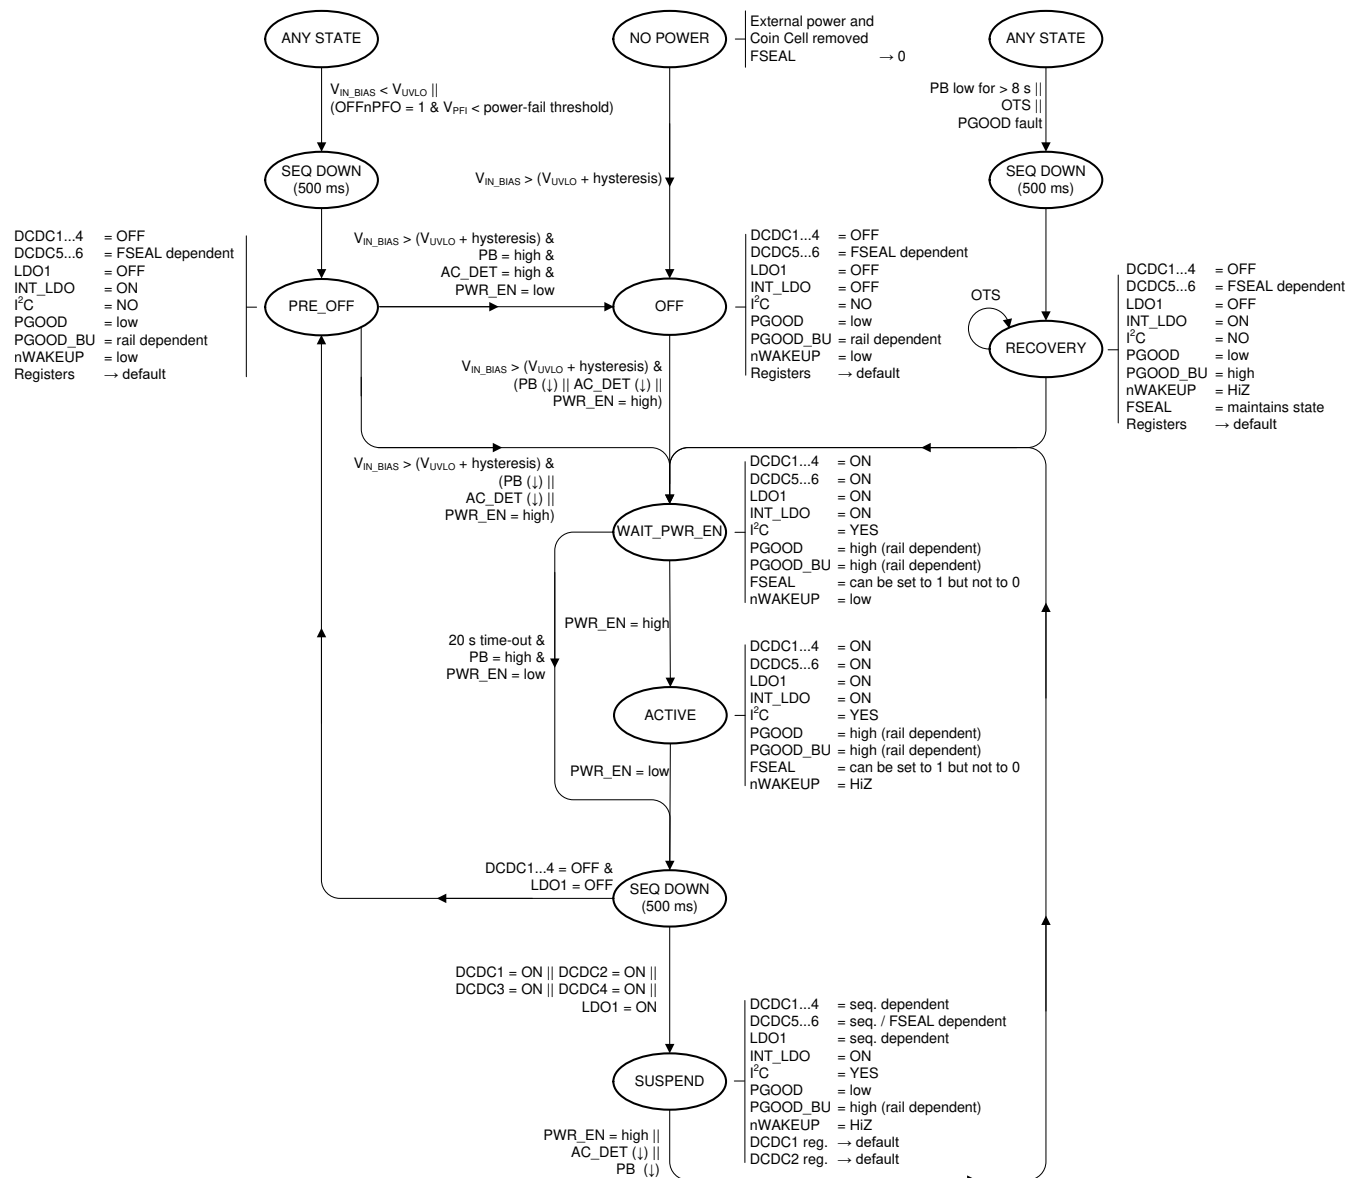 ANY STATE
NO POWER
External power and
Coin Cell removed
FSEAL → 0
ANY STATE
V_IN_BIAS < V_UVLO ||
(OFFnPFO = 1 & V_PFI < power-fail threshold)
PB low for > 8 s ||
OTS ||
PGOOD fault
SEQ DOWN
(500 ms)
V_IN_BIAS > (V_UVLO + hysteresis)
SEQ DOWN
(500 ms)
DCDC1...4 = OFF
DCDC5...6 = FSEAL dependent
LDO1 = OFF
INT_LDO = ON
I²C = NO
PGOOD = low
PGOOD_BU = rail dependent
nWAKEUP = low
Registers → default
PRE_OFF
V_IN_BIAS > (V_UVLO + hysteresis) &
PB = high &
AC_DET = high &
PWR_EN = low
OFF
DCDC1...4 = OFF
DCDC5...6 = FSEAL dependent
LDO1 = OFF
INT_LDO = OFF
I²C = NO
PGOOD = low
PGOOD_BU = rail dependent
nWAKEUP = low
Registers → default
OTS
RECOVERY
DCDC1...4 = OFF
DCDC5...6 = FSEAL dependent
LDO1 = OFF
INT_LDO = ON
I²C = NO
PGOOD = low
PGOOD_BU = high
nWAKEUP = HiZ
FSEAL = maintains state
Registers → default
V_IN_BIAS > (V_UVLO + hysteresis) &
(PB (↓) || AC_DET (↓) ||
PWR_EN = high)
V_IN_BIAS > (V_UVLO + hysteresis) &
(PB (↓) ||
AC_DET (↓) ||
PWR_EN = high)
WAIT_PWR_EN
DCDC1...4 = ON
DCDC5...6 = ON
LDO1 = ON
INT_LDO = ON
I²C = YES
PGOOD = high (rail dependent)
PGOOD_BU = high (rail dependent)
FSEAL = can be set to 1 but not to 0
nWAKEUP = low
PWR_EN = high
20 s time-out &
PB = high &
PWR_EN = low
ACTIVE
DCDC1...4 = ON
DCDC5...6 = ON
LDO1 = ON
INT_LDO = ON
I²C = YES
PGOOD = high (rail dependent)
PGOOD_BU = high (rail dependent)
FSEAL = can be set to 1 but not to 0
nWAKEUP = HiZ
PWR_EN = low
DCDC1...4 = OFF &
LDO1 = OFF
SEQ DOWN
(500 ms)
DCDC1 = ON || DCDC2 = ON ||
DCDC3 = ON || DCDC4 = ON ||
LDO1 = ON
SUSPEND
DCDC1...4 = seq. dependent
DCDC5...6 = seq. / FSEAL dependent
LDO1 = seq. dependent
INT_LDO = ON
I²C = YES
PGOOD = low
PGOOD_BU = high (rail dependent)
nWAKEUP = HiZ
DCDC1 reg. → default
DCDC2 reg. → default
PWR_EN = high ||
AC_DET (↓) ||
PB (↓)